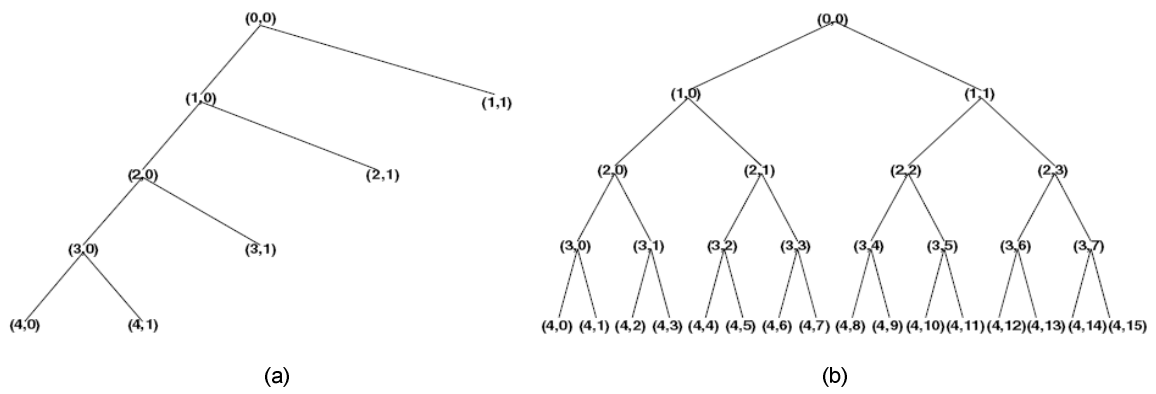 (0,0)
(1,0)
(1,1)
(2,0)
(2,1)
(3,0)
(3,1)
(4,0)
(4,1)
(a)
(0,0)
(1,0) (1,1)
(2,0) (2,1) (2,2) (2,3)
(3,0) (3,1) (3,2) (3,3) (3,4) (3,5) (3,6) (3,7)
(4,0) (4,1) (4,2) (4,3) (4,4) (4,5) (4,6) (4,7) (4,8) (4,9) (4,10) (4,11) (4,12) (4,13) (4,14) (4,15)
(b)